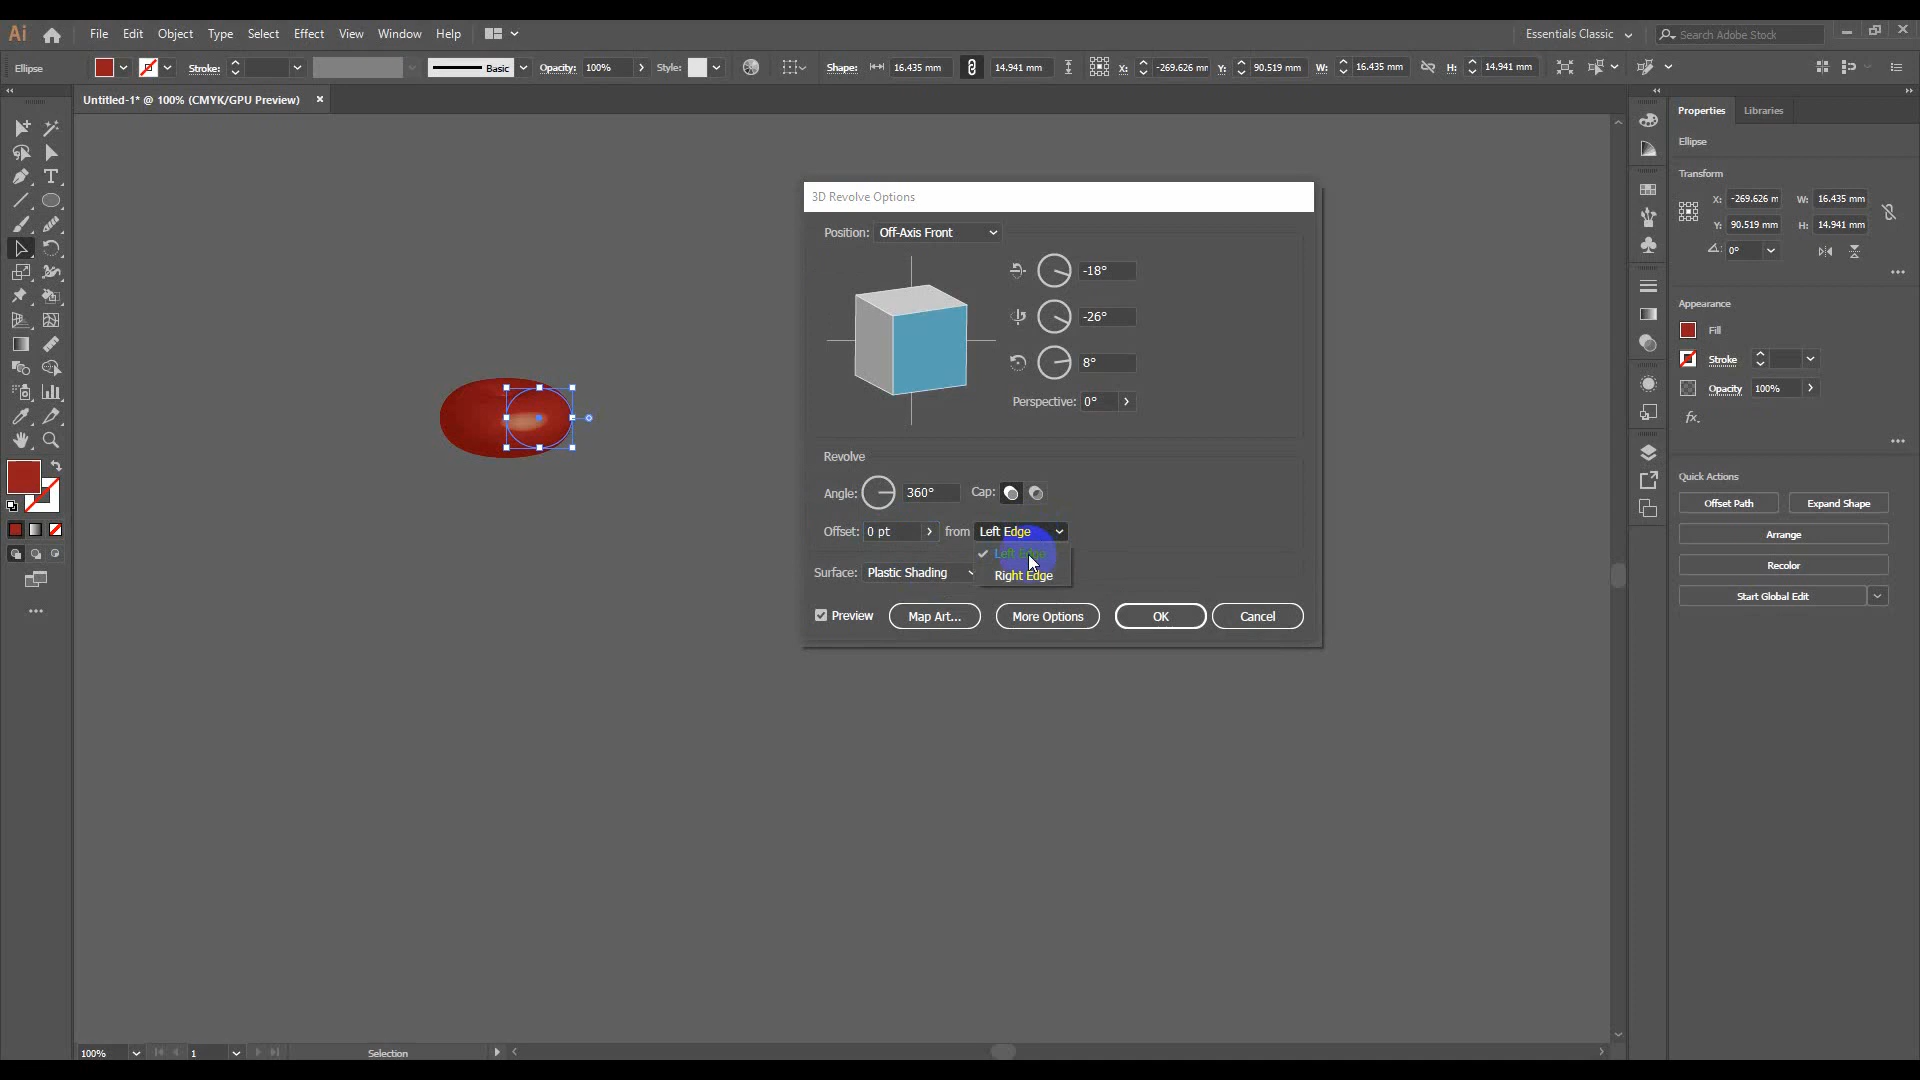 Ai File Edit Object Type Select Effect View Window Help Essentials Classic Search Adobe Stock
Ellipse Stroke: Basic Opacity: 100% Style: Shape: 16.435 mm 14.941 mm X: -269.626 mm Y: 90.519 mm W: 16.435 mm H: 14.941 mm
Untitled-1* @ 100% (CMYK/GPU Preview) ×
3D Revolve Options
Position: Off-Axis Front
-18°
-26°
8°
Perspective: 0°
Revolve
Angle: 360° Cap:
Offset: 0 pt from Left Edge
Left Edge
Right Edge
Surface: Plastic Shading
Preview Map Art... More Options OK Cancel
Properties Libraries
Ellipse
Transform
X: -269.626 m W: 16.435 mm
Y: 90.519 mm H: 14.941 mm
0°
Appearance
Fill
Stroke
Opacity 100%
fx.
Quick Actions
Offset Path Expand Shape
Arrange
Recolor
Start Global Edit
100% 1 Selection